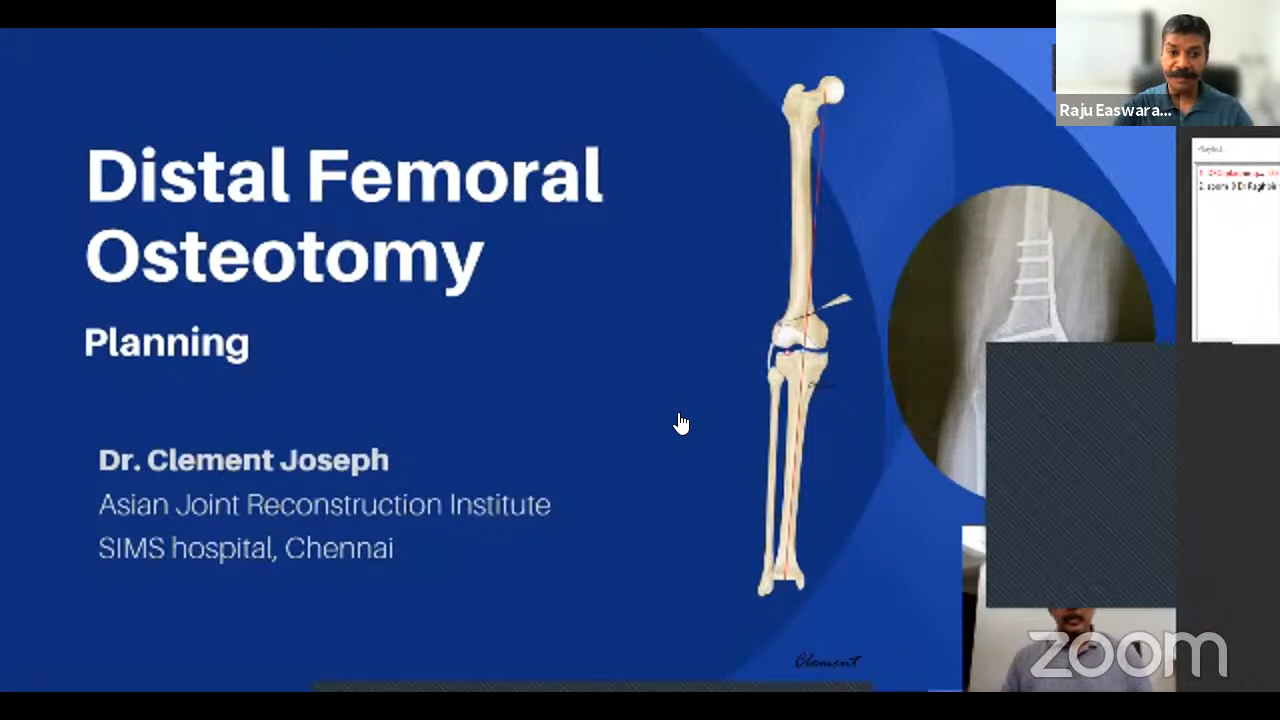 Distal Femoral
Osteotomy
Planning
Dr. Clement Joseph
Asian Joint Reconstruction Institute
SIMS hospital, Chennai
Clement
Raju Easwara...
zoom